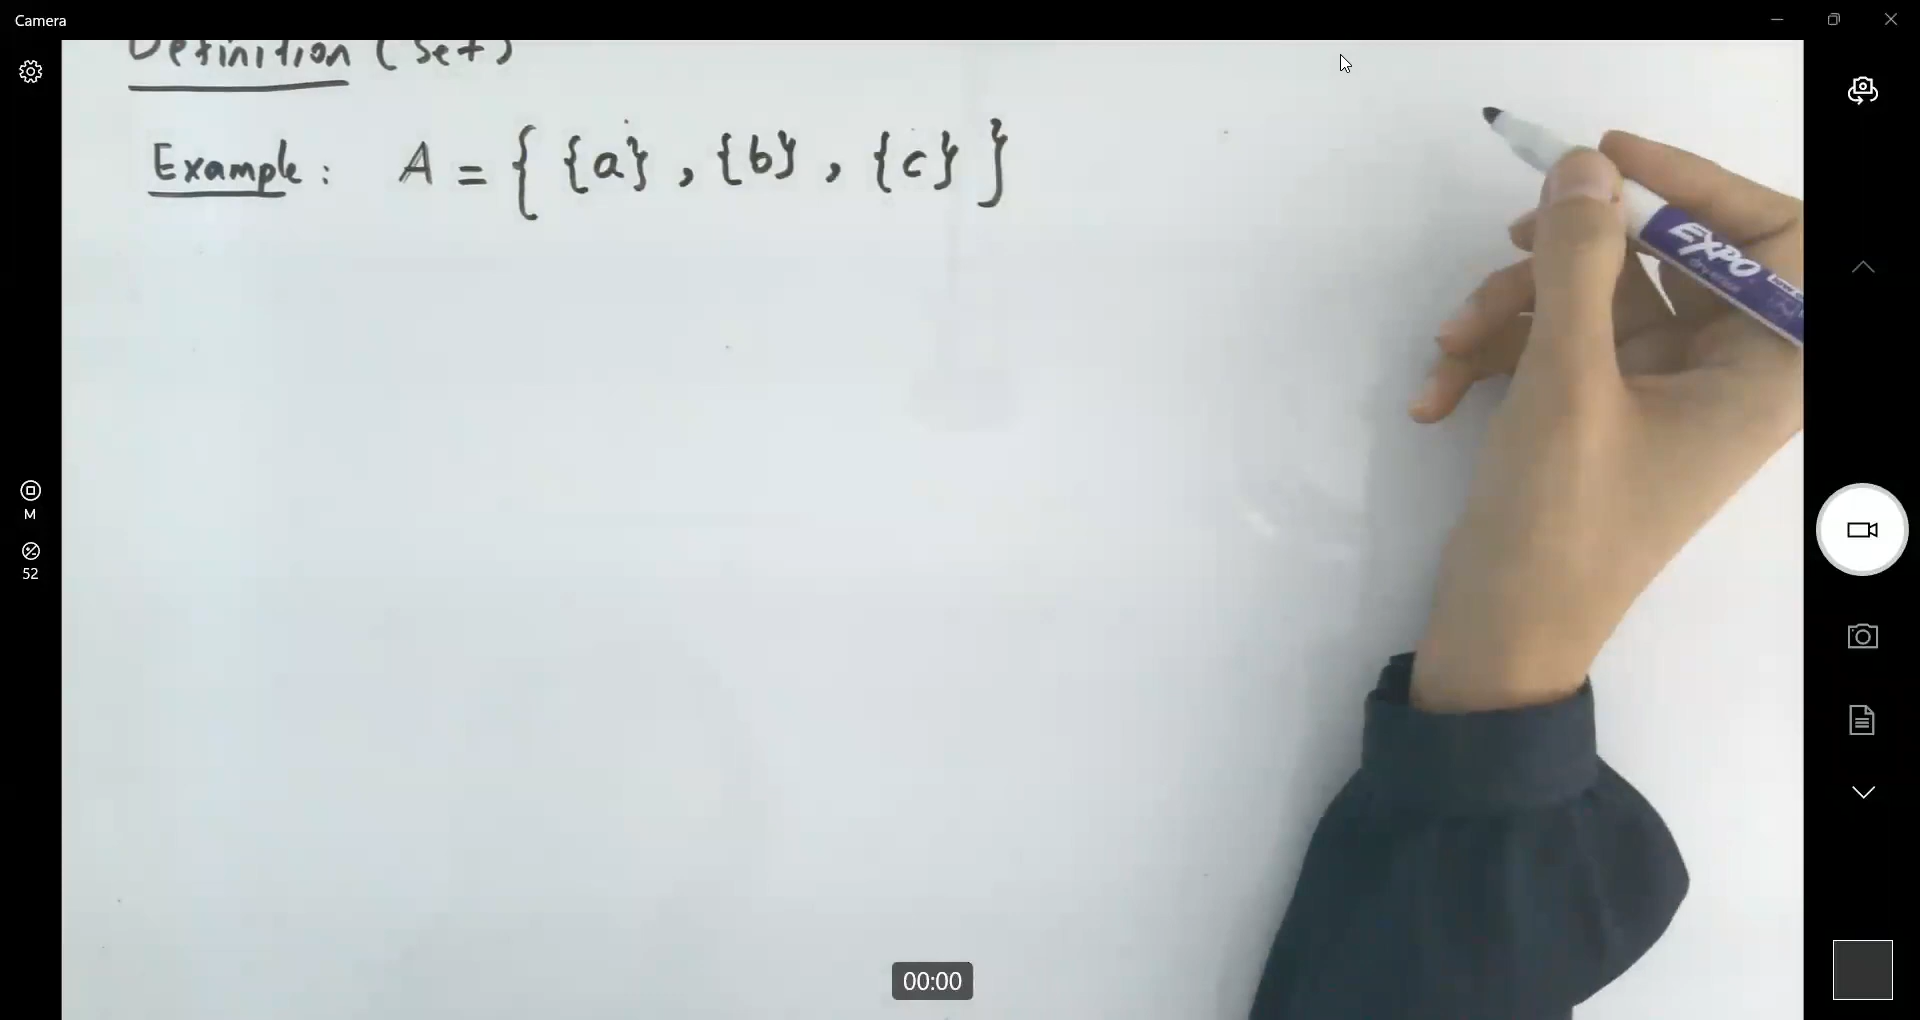 Camera
Definition (Set)
Example: A = { {a}, {b}, {c} }
EXPO
M
52
00:00